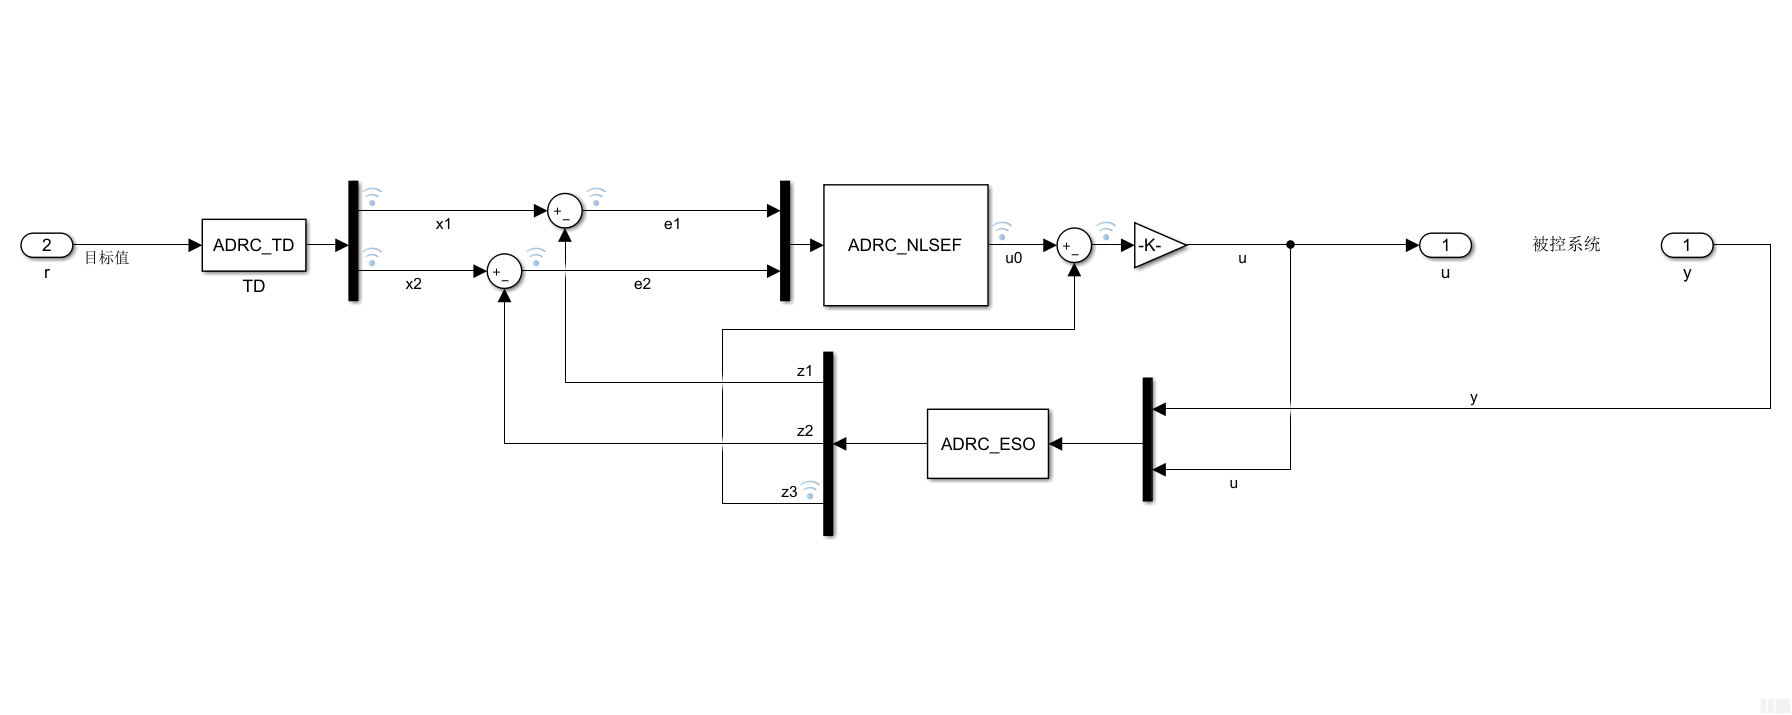 2
r
目标值
ADRC_TD
TD
x1
x2
+
−
+
−
e1
e2
ADRC_NLSEF
u0
+
−
-K-
u
1
u
被控系统
1
y
z1
z2
z3
ADRC_ESO
y
u